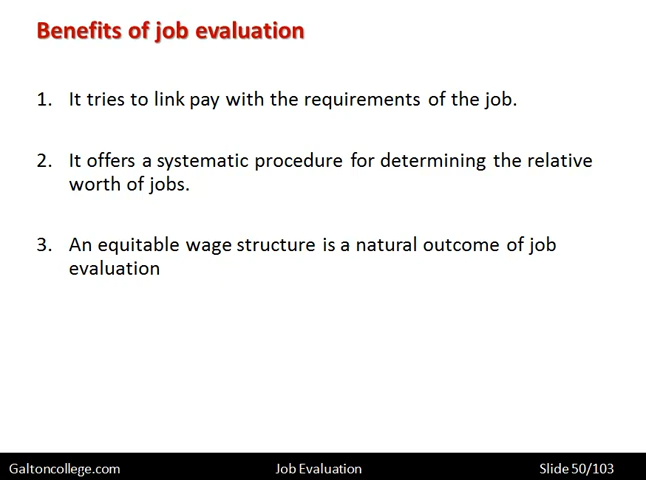 Benefits of job evaluation
1. It tries to link pay with the requirements of the job.
2. It offers a systematic procedure for determining the relative
worth of jobs.
3. An equitable wage structure is a natural outcome of job
evaluation
Galtoncollege.com Job Evaluation Slide 50/103